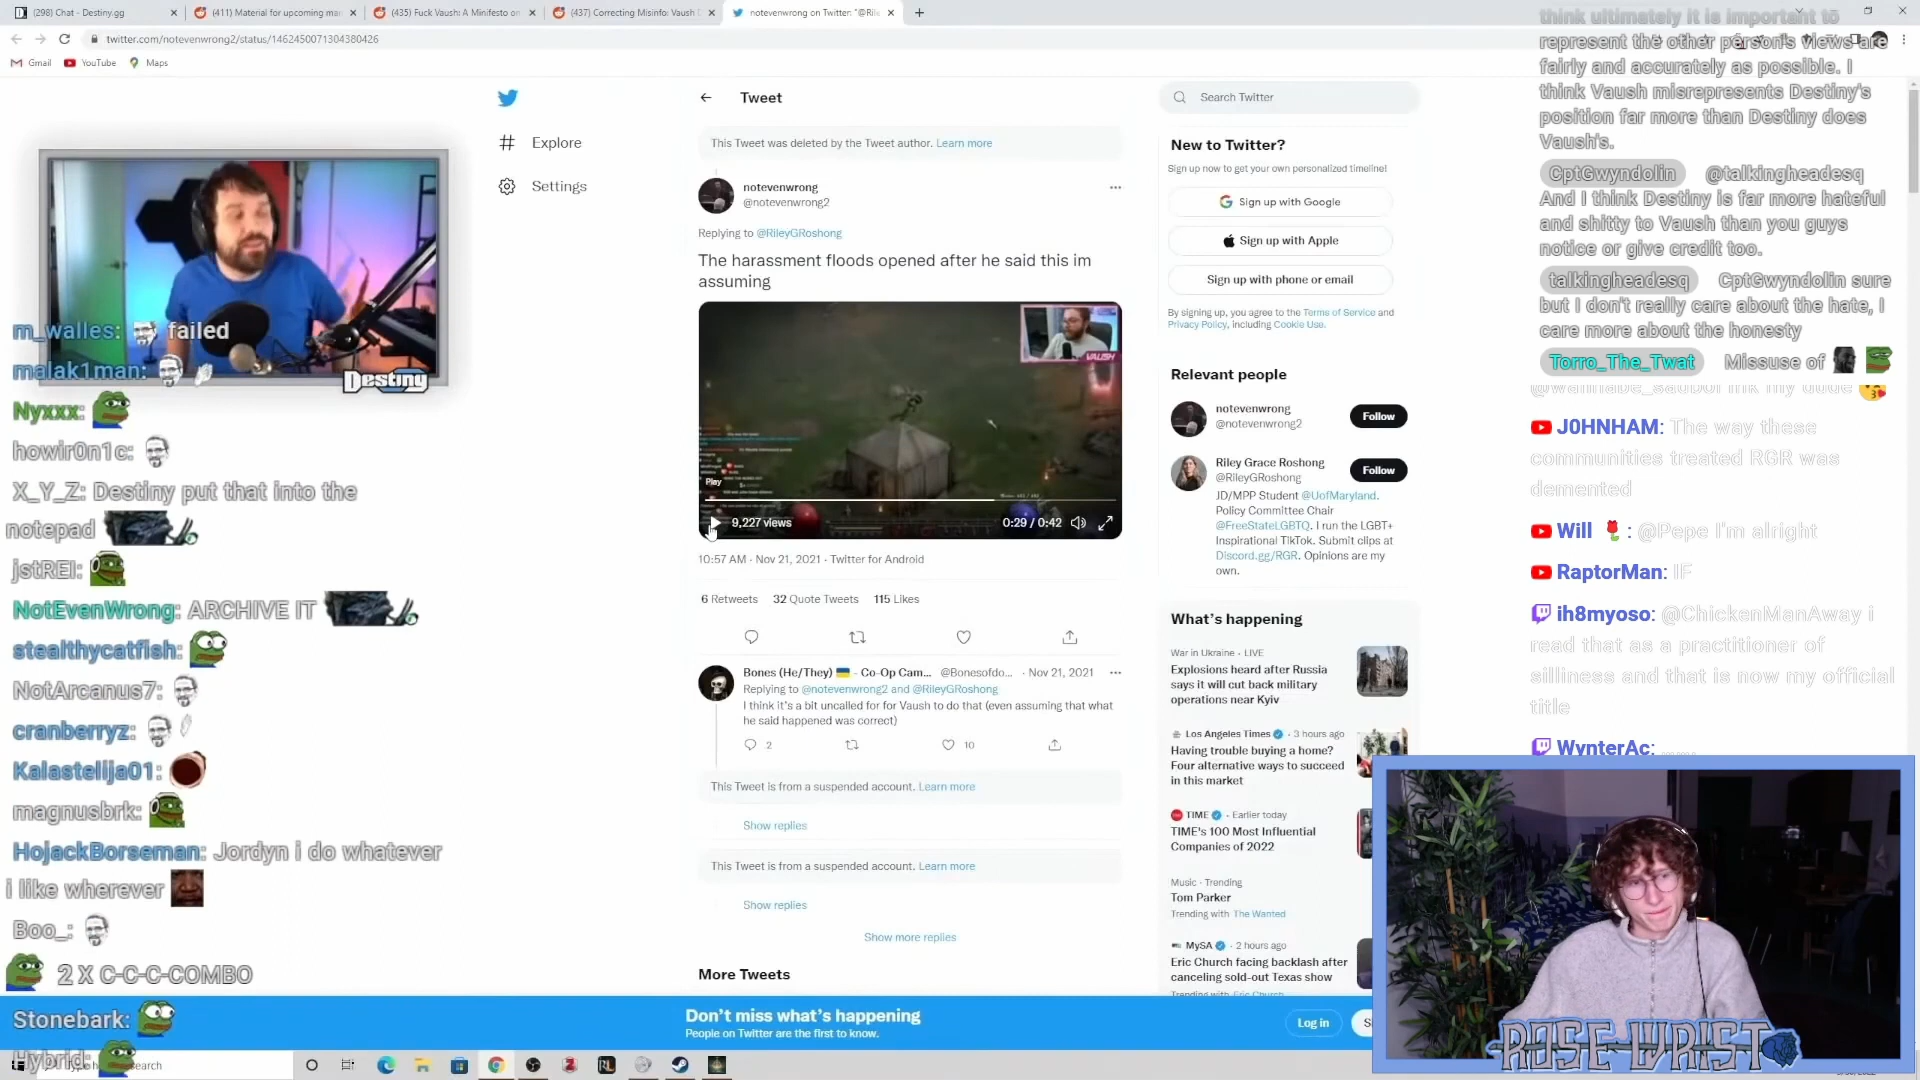 (298) Chat - Destiny.gg
(411) Material for upcoming ma
(435) Fuck Vaush: A Minifesto on
(437) Correcting Misinfo: Vaush D
notevenwrong on Twitter: "@Rile
twitter.com/notevenwrong2/status/1462450071304380426
Gmail
YouTube
Maps
Destiny
m_walles: failed
malak1man:
Nyxxx:
howir0n1c:
X_Y_Z: Destiny put that into the
notepad
jstREI:
NotEvenWrong: ARCHIVE IT
stealthycatfish:
NotArcanus7:
cranberryz:
Kalastelija01:
magnusbrk:
HojackBorseman: Jordyn i do whatever
i like wherever
Boo_:
2 X C-C-C-COMBO
Stonebark:
Hybrid:
search
Explore
Settings
Tweet
This Tweet was deleted by the Tweet author. Learn more
notevenwrong
@notevenwrong2
Replying to @RileyGRoshong
The harassment floods opened after he said this im
assuming
VAUSH
Play
9,227 views
0:29 / 0:42
10:57 AM · Nov 21, 2021 · Twitter for Android
6 Retweets 32 Quote Tweets 115 Likes
Bones (He/They) - Co-Op Cam... @Bonesofdo... · Nov 21, 2021
Replying to @notevenwrong2 and @RileyGRoshong
I think it's a bit uncalled for for Vaush to do that (even assuming that what
he said happened was correct)
2
10
This Tweet is from a suspended account. Learn more
Show replies
This Tweet is from a suspended account. Learn more
Show replies
Show more replies
More Tweets
Don't miss what's happening
People on Twitter are the first to know.
Log in
Search Twitter
New to Twitter?
Sign up now to get your own personalized timeline!
Sign up with Google
Sign up with Apple
Sign up with phone or email
By signing up, you agree to the Terms of Service and
Privacy Policy, including Cookie Use.
Relevant people
notevenwrong
@notevenwrong2
Follow
Riley Grace Roshong
@RileyGRoshong
Follow
JD/MPP Student @UofMaryland.
Policy Committee Chair
@FreeStateLGBTQ. I run the LGBT+
Inspirational TikTok. Submit clips at
Discord.gg/RGR. Opinions are my
own.
What's happening
War in Ukraine · LIVE
Explosions heard after Russia
says it will cut back military
operations near Kyiv
Los Angeles Times · 3 hours ago
Having trouble buying a home?
Four alternative ways to succeed
in this market
TIME · Earlier today
TIME's 100 Most Influential
Companies of 2022
Music · Trending
Tom Parker
Trending with The Wanted
MySA · 2 hours ago
Eric Church facing backlash after
canceling sold-out Texas show
Trending with Eric Church
think ultimately it is important to
represent the other person's views are
fairly and accurately as possible. I
think Vaush misrepresents Destiny's
position far more than Destiny does
Vaush's.
CptGwyndolin @talkingheadesq
And I think Destiny is far more hateful
and shitty to Vaush than you guys
notice or give credit too.
talkingheadesq CptGwyndolin sure
but I don't really care about the hate, I
care more about the honesty
Torro_The_Twat Missuse of
J0HNHAM: The way these
communities treated RGR was
demented
Will : @Pepe I'm alright
RaptorMan: IF
ih8myoso: @ChickenManAway i
read that as a practitioner of
silliness and that is now my official
title
WynterAc:
ROSE WRIST